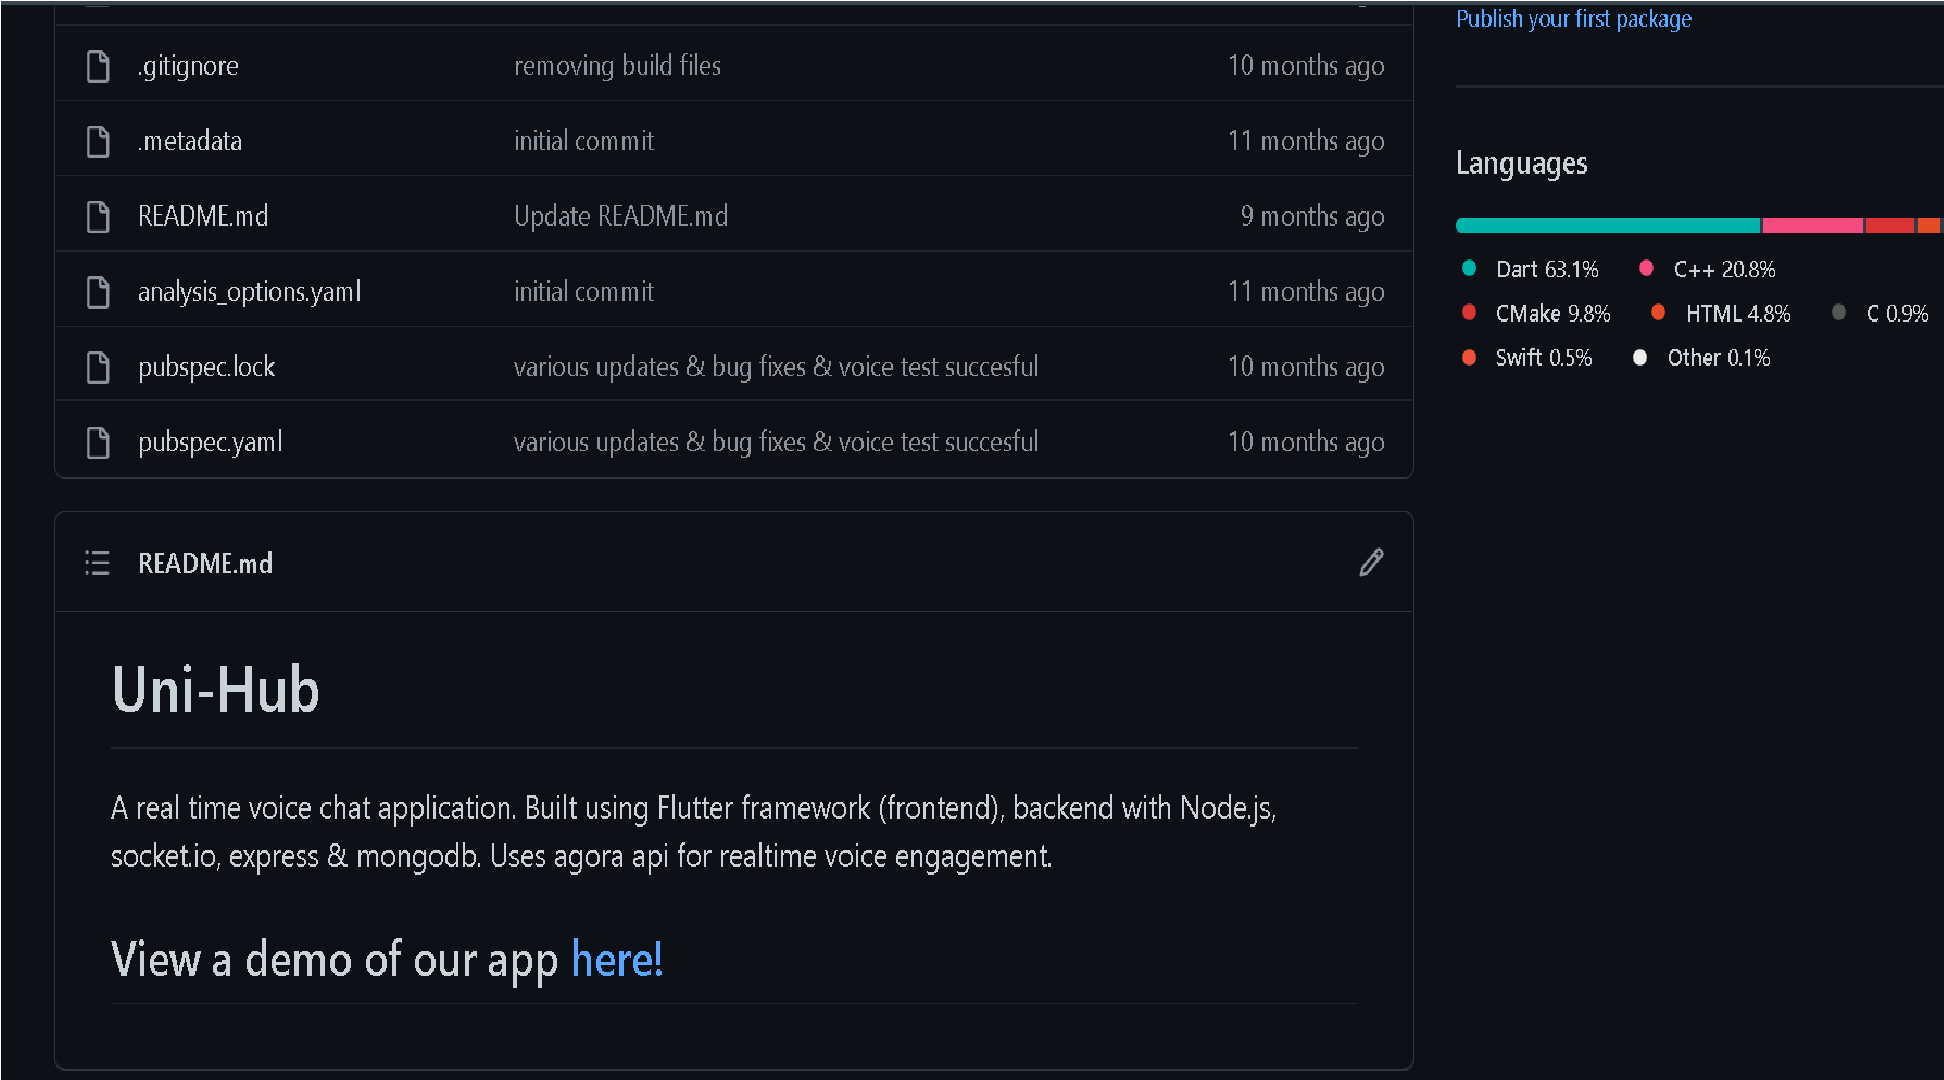 Publish your first package
.gitignore removing build files 10 months ago
.metadata initial commit 11 months ago
README.md Update README.md 9 months ago
analysis_options.yaml initial commit 11 months ago
pubspec.lock various updates & bug fixes & voice test succesful 10 months ago
pubspec.yaml various updates & bug fixes & voice test succesful 10 months ago
Languages
Dart 63.1% C++ 20.8%
CMake 9.8% HTML 4.8% C 0.9%
Swift 0.5% Other 0.1%
README.md
Uni-Hub
A real time voice chat application. Built using Flutter framework (frontend), backend with Node.js,
socket.io, express & mongodb. Uses agora api for realtime voice engagement.
View a demo of our app here!